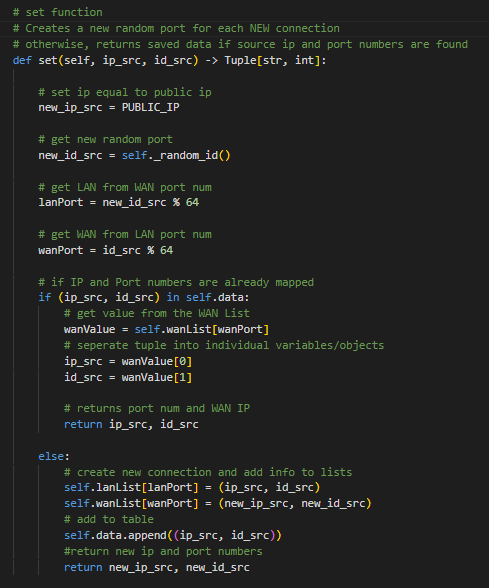 # set function
# Creates a new random port for each NEW connection
# otherwise, returns saved data if source ip and port numbers are found
def set(self, ip_src, id_src) -> Tuple[str, int]:
    # set ip equal to public ip
    new_ip_src = PUBLIC_IP
    # get new random port
    new_id_src = self._random_id()
    # get LAN from WAN port num
    lanPort = new_id_src % 64
    # get WAN from LAN port num
    wanPort = id_src % 64
    # if IP and Port numbers are already mapped
    if (ip_src, id_src) in self.data:
        # get value from the WAN List
        wanValue = self.wanList[wanPort]
        # seperate tuple into individual variables/objects
        ip_src = wanValue[0]
        id_src = wanValue[1]
        # returns port num and WAN IP
        return ip_src, id_src
    else:
        # create new connection and add info to lists
        self.lanList[lanPort] = (ip_src, id_src)
        self.wanList[wanPort] = (new_ip_src, new_id_src)
        # add to table
        self.data.append((ip_src, id_src))
        #return new ip and port numbers
        return new_ip_src, new_id_src